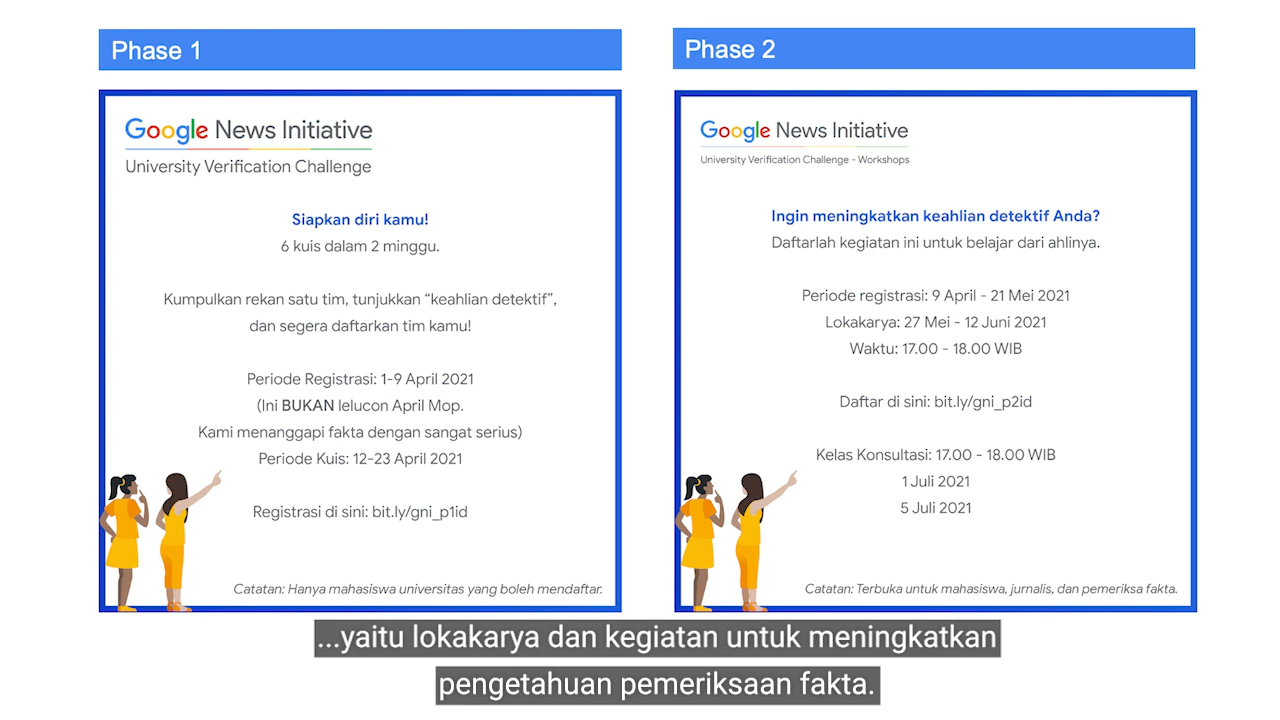 Phase 1
Google News Initiative
University Verification Challenge
Siapkan diri kamu!
6 kuis dalam 2 minggu.
Kumpulkan rekan satu tim, tunjukkan “keahlian detektif”,
dan segera daftarkan tim kamu!
Periode Registrasi: 1-9 April 2021
(Ini BUKAN lelucon April Mop.
Kami menanggapi fakta dengan sangat serius)
Periode Kuis: 12-23 April 2021
Registrasi di sini: bit.ly/gni_p1id
Catatan: Hanya mahasiswa universitas yang boleh mendaftar.
Phase 2
Google News Initiative
University Verification Challenge - Workshops
Ingin meningkatkan keahlian detektif Anda?
Daftarlah kegiatan ini untuk belajar dari ahlinya.
Periode registrasi: 9 April - 21 Mei 2021
Lokakarya: 27 Mei - 12 Juni 2021
Waktu: 17.00 - 18.00 WIB
Daftar di sini: bit.ly/gni_p2id
Kelas Konsultasi: 17.00 - 18.00 WIB
1 Juli 2021
5 Juli 2021
Catatan: Terbuka untuk mahasiswa, jurnalis, dan pemeriksa fakta.
...yaitu lokakarya dan kegiatan untuk meningkatkan
pengetahuan pemeriksaan fakta.